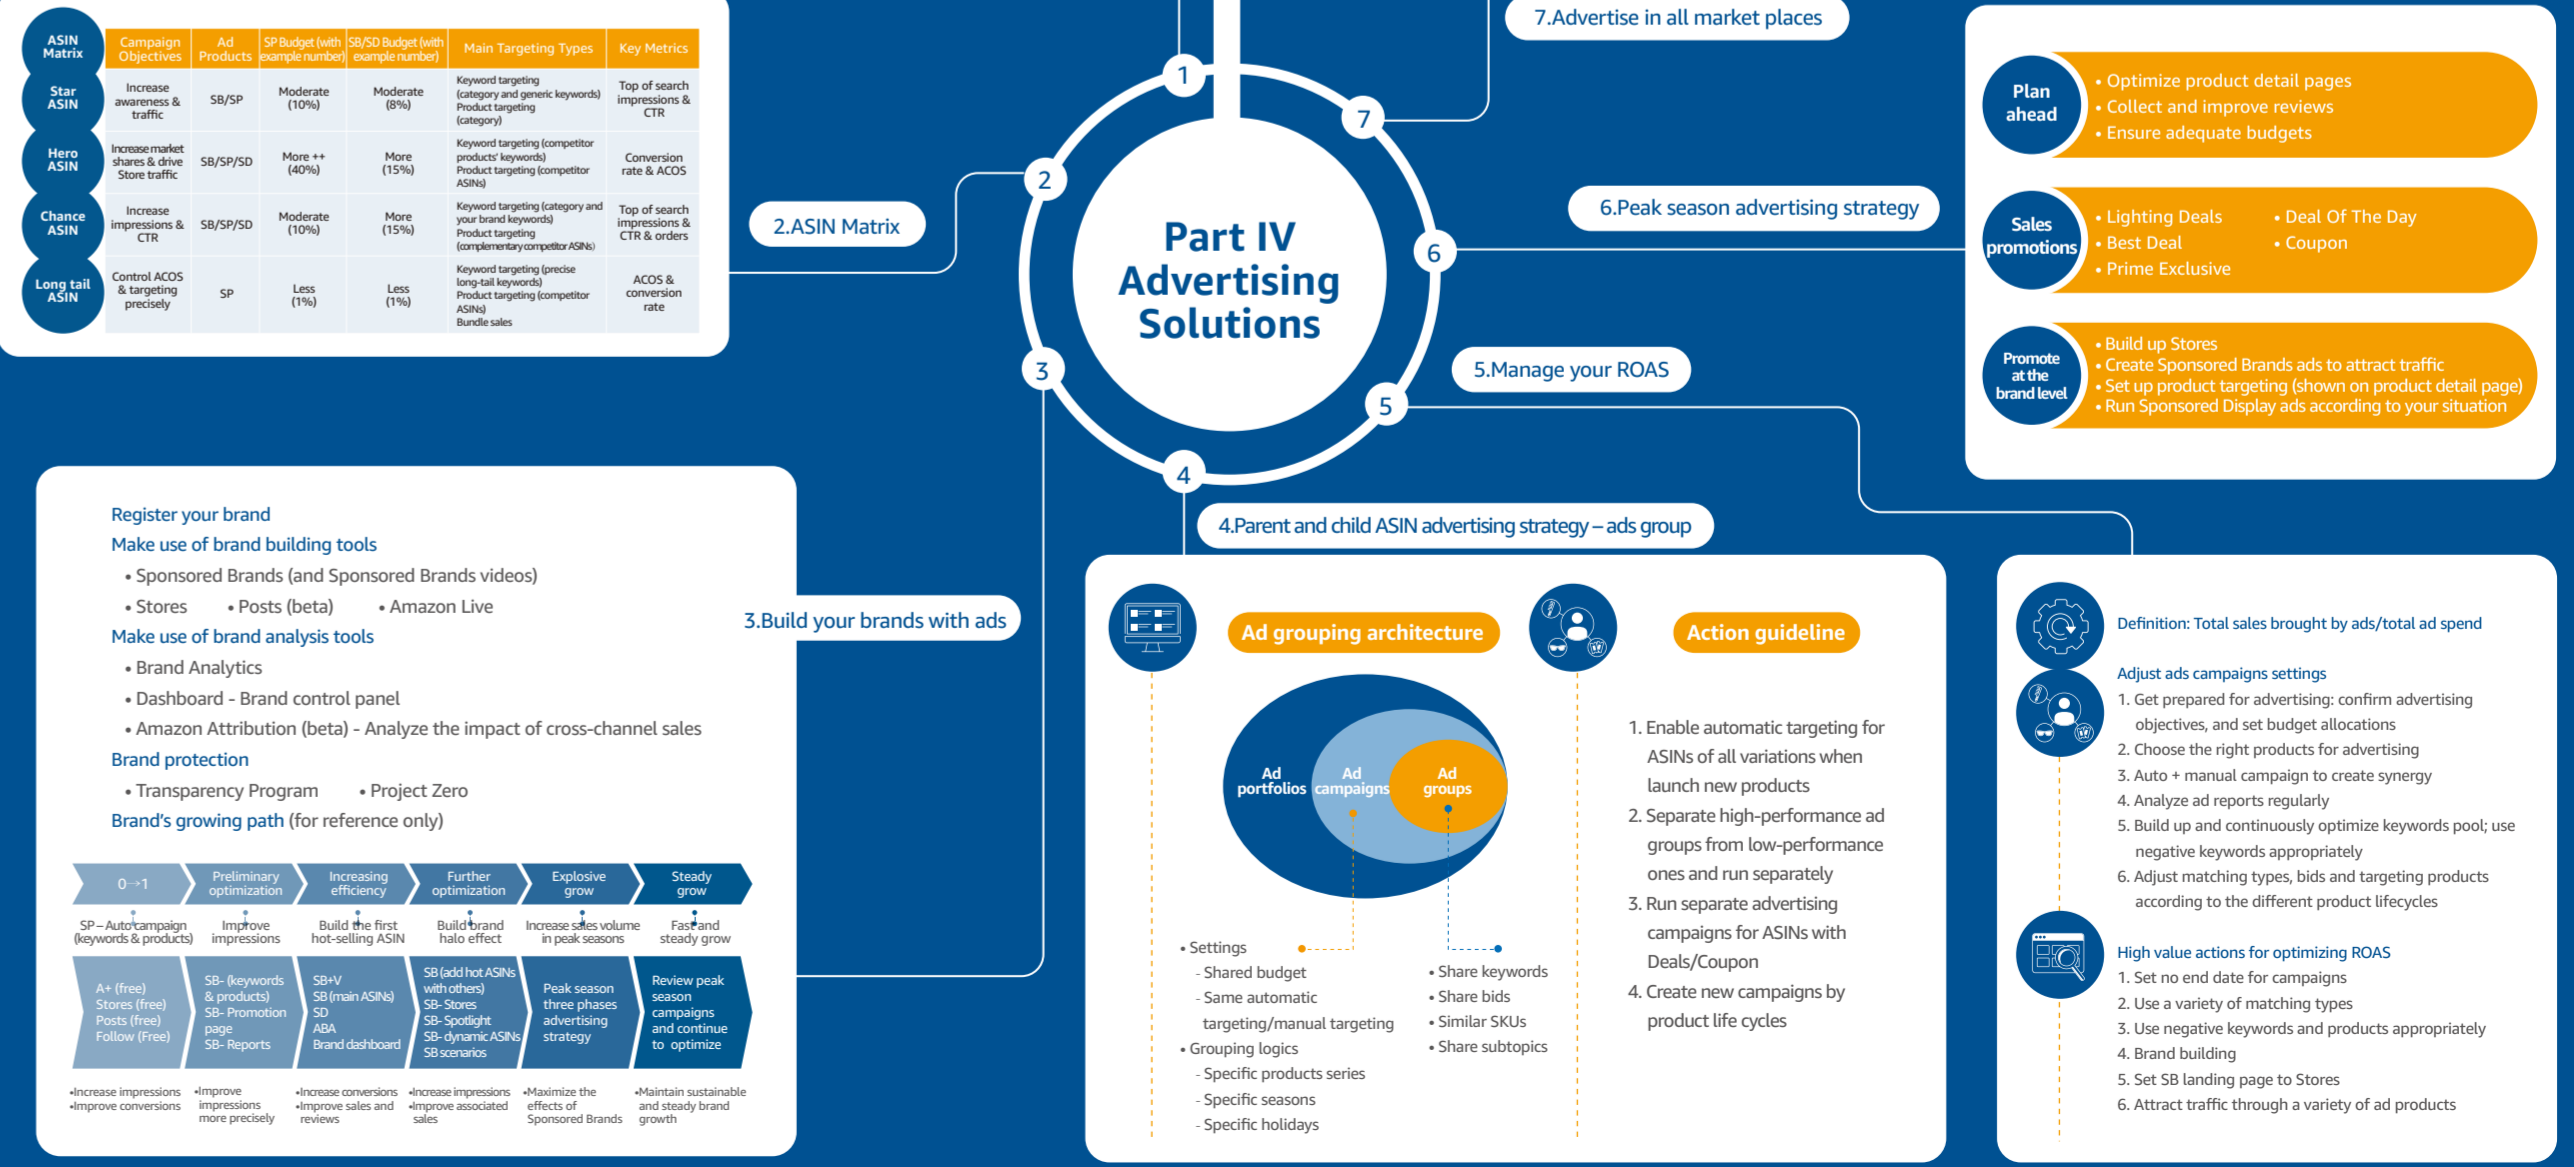 ASIN
Matrix
Campaign
Objectives
Ad
Products
SP Budget (with
example number)
SB/SD Budget (with
example number)
Main Targeting Types
Key Metrics
Star
ASIN
Increase
awareness &
traffic
SB/SP
Moderate
(10%)
Moderate
(8%)
Keyword targeting
(category and generic keywords)
Product targeting
(category)
Top of search
impressions &
CTR
Hero
ASIN
Increase market
shares & drive
Store traffic
SB/SP/SD
More ++
(40%)
More
(15%)
Keyword targeting (competitor
products' keywords)
Product targeting (competitor
ASINs)
Conversion
rate & ACOS
Chance
ASIN
Increase
impressions &
CTR
SB/SP/SD
Moderate
(10%)
More
(15%)
Keyword targeting (category and
your brand keywords)
Product targeting
(complementary competitor ASINs)
Top of search
impressions &
CTR & orders
Long tail
ASIN
Control ACOS
& targeting
precisely
SP
Less
(1%)
Less
(1%)
Keyword targeting (precise
long-tail keywords)
Product targeting (competitor
ASINs)
Bundle sales
ACOS &
conversion
rate
2.ASIN Matrix
1
2
3
4
5
6
7
Part IV
Advertising
Solutions
7.Advertise in all market places
6.Peak season advertising strategy
5.Manage your ROAS
4.Parent and child ASIN advertising strategy – ads group
3.Build your brands with ads
Plan
ahead
• Optimize product detail pages
• Collect and improve reviews
• Ensure adequate budgets
Sales
promotions
• Lighting Deals
• Best Deal
• Prime Exclusive
• Deal Of The Day
• Coupon
Promote
at the
brand level
• Build up Stores
• Create Sponsored Brands ads to attract traffic
• Set up product targeting (shown on product detail page)
• Run Sponsored Display ads according to your situation
Register your brand
Make use of brand building tools
• Sponsored Brands (and Sponsored Brands videos)
• Stores • Posts (beta) • Amazon Live
Make use of brand analysis tools
• Brand Analytics
• Dashboard - Brand control panel
• Amazon Attribution (beta) - Analyze the impact of cross-channel sales
Brand protection
• Transparency Program • Project Zero
Brand's growing path (for reference only)
0→1
Preliminary
optimization
Increasing
efficiency
Further
optimization
Explosive
grow
Steady
grow
SP – Auto campaign
(keywords & products)
Improve
impressions
Build the first
hot-selling ASIN
Build brand
halo effect
Increase sales volume
in peak seasons
Fast and
steady grow
A+ (free)
Stores (free)
Posts (free)
Follow (Free)
SB- (keywords
& products)
SB- Promotion
page
SB- Reports
SB+V
SB (main ASINs)
SD
ABA
Brand dashboard
SB (add hot ASINs
with others)
SB- Stores
SB- Spotlight
SB- dynamic ASINs
SB scenarios
Peak season
three phases
advertising
strategy
Review peak
season
campaigns
and continue
to optimize
•Increase impressions
•Improve conversions
•Improve
impressions
more precisely
•Increase conversions
•Improve sales and
reviews
•Increase impressions
•Improve associated
sales
•Maximize the
effects of
Sponsored Brands
•Maintain sustainable
and steady brand
growth
Ad grouping architecture
Ad
portfolios
Ad
campaigns
Ad
groups
• Settings
- Shared budget
- Same automatic
targeting/manual targeting
• Grouping logics
- Specific products series
- Specific seasons
- Specific holidays
• Share keywords
• Share bids
• Similar SKUs
• Share subtopics
Action guideline
1. Enable automatic targeting for
ASINs of all variations when
launch new products
2. Separate high-performance ad
groups from low-performance
ones and run separately
3. Run separate advertising
campaigns for ASINs with
Deals/Coupon
4. Create new campaigns by
product life cycles
Definition: Total sales brought by ads/total ad spend
Adjust ads campaigns settings
1. Get prepared for advertising: confirm advertising
objectives, and set budget allocations
2. Choose the right products for advertising
3. Auto + manual campaign to create synergy
4. Analyze ad reports regularly
5. Build up and continuously optimize keywords pool; use
negative keywords appropriately
6. Adjust matching types, bids and targeting products
according to the different product lifecycles
High value actions for optimizing ROAS
1. Set no end date for campaigns
2. Use a variety of matching types
3. Use negative keywords and products appropriately
4. Brand building
5. Set SB landing page to Stores
6. Attract traffic through a variety of ad products